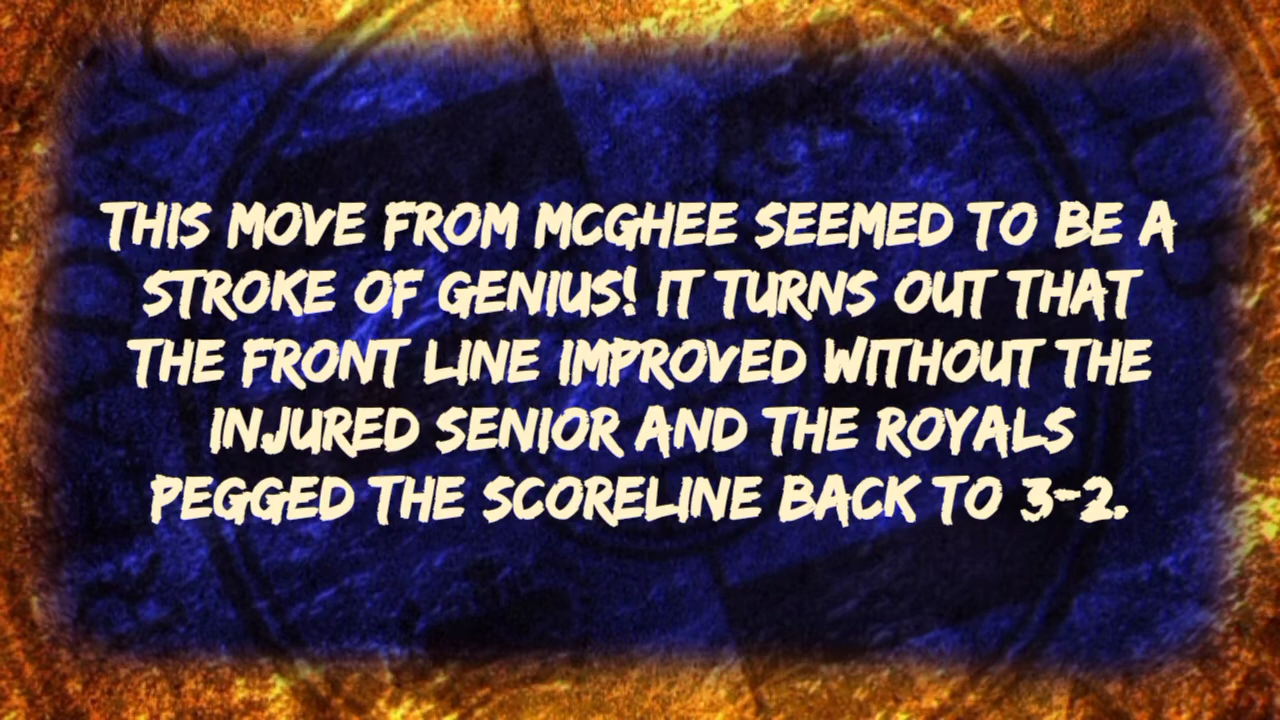 THIS MOVE FROM MCGHEE SEEMED TO BE A
STROKE OF GENIUS! IT TURNS OUT THAT
THE FRONT LINE IMPROVED WITHOUT THE
INJURED SENIOR AND THE ROYALS
PEGGED THE SCORELINE BACK TO 3-2.